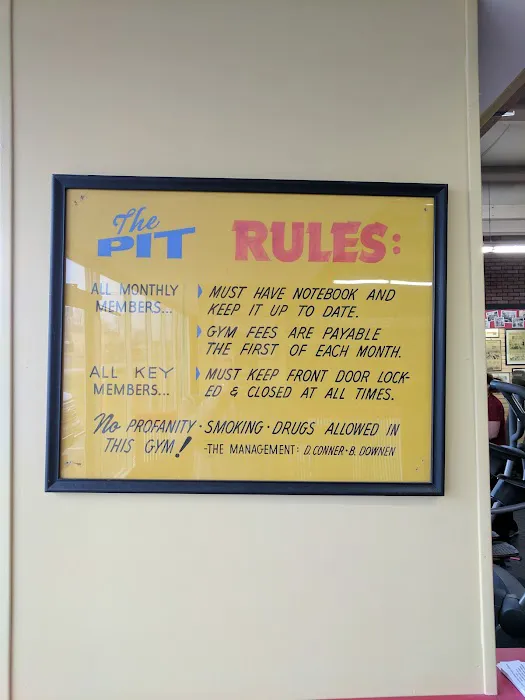 The
PIT RULES:
ALL MONTHLY
MEMBERS...
MUST HAVE NOTEBOOK AND
KEEP IT UP TO DATE.
GYM FEES ARE PAYABLE
THE FIRST OF EACH MONTH.
ALL KEY
MEMBERS...
MUST KEEP FRONT DOOR LOCK-
ED & CLOSED AT ALL TIMES.
No PROFANITY · SMOKING · DRUGS ALLOWED IN
THIS GYM!
-THE MANAGEMENT: D.CONNER · B.DOWNEN